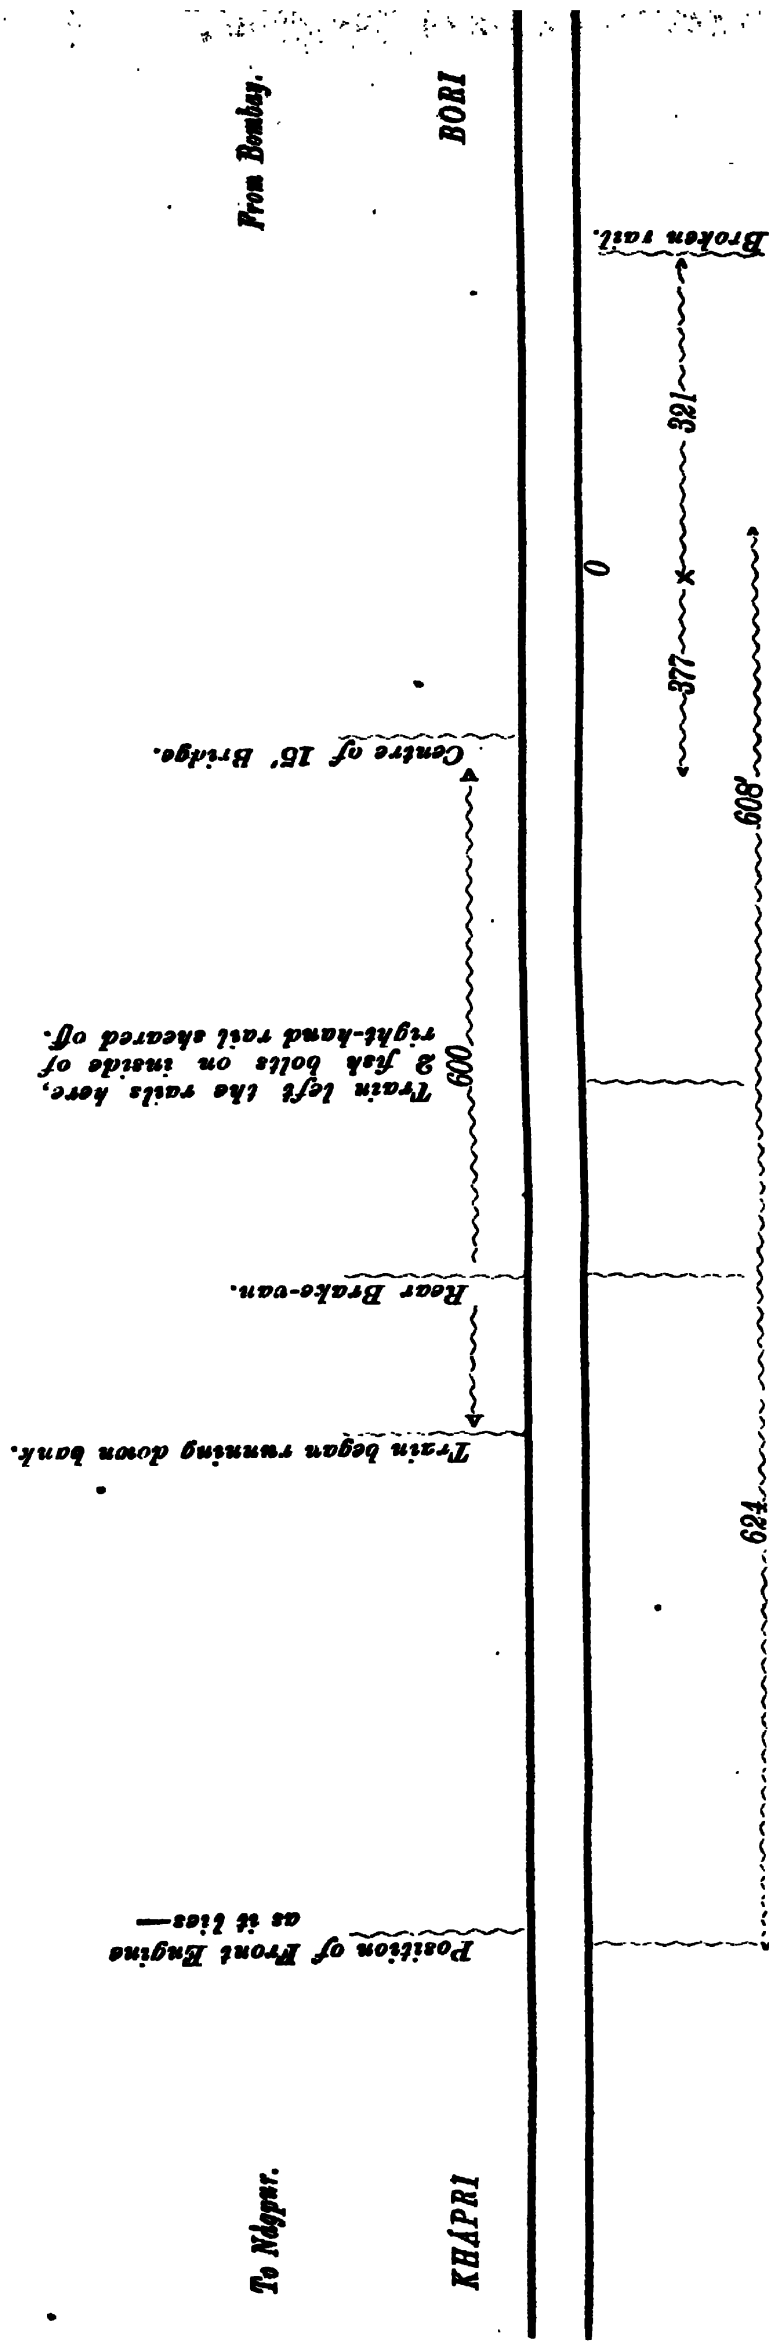 From Bombay.
BORI
Broken rail.
321
0
377
Centre of 15' Bridge.
608'
Train left the rails here,
2 fish bolts on inside of
right-hand rail sheared off.
600
Rear Brake-van.
Train began running down bank.
624
Position of Front Engine
as it lies—
To Nágpur.
KHÁPRI